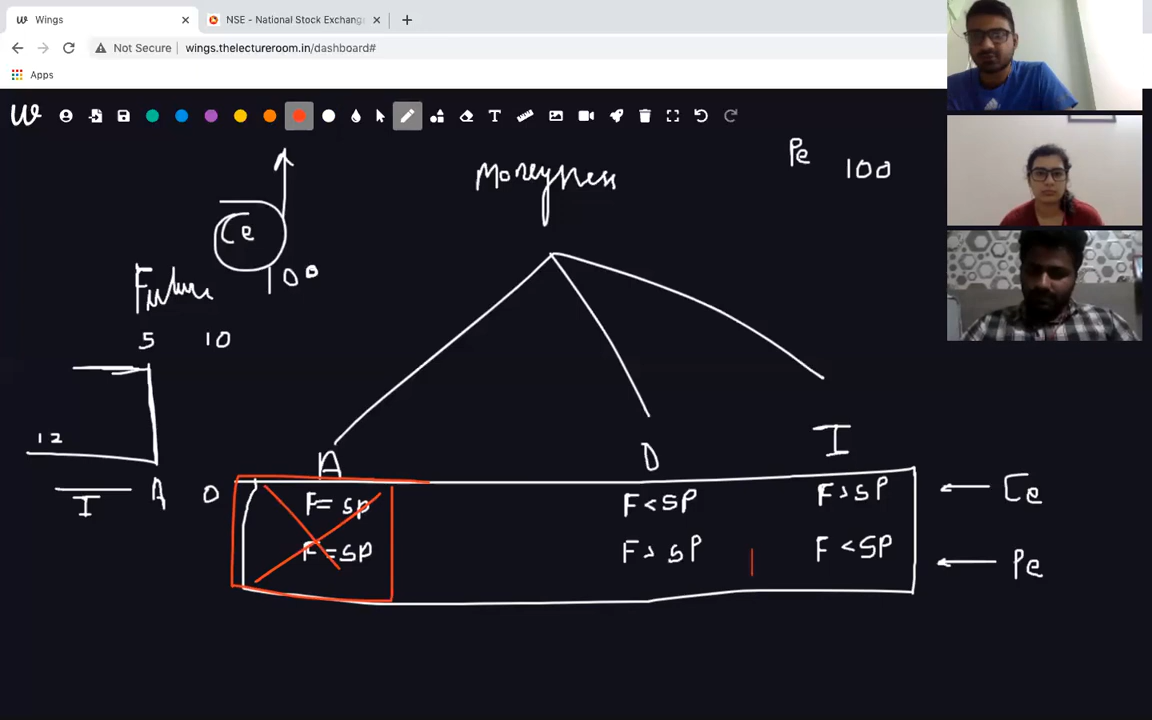 Wings
NSE - National Stock Exchang
Not Secure
wings.thelectureroom.in/dashboard#
Apps
W
T
Moneyness
Pe 100
Ce
100
Future
5 10
12
I A O
A D I
F = SP F < SP F > SP ← Ce
F = SP F > SP F < SP ← Pe